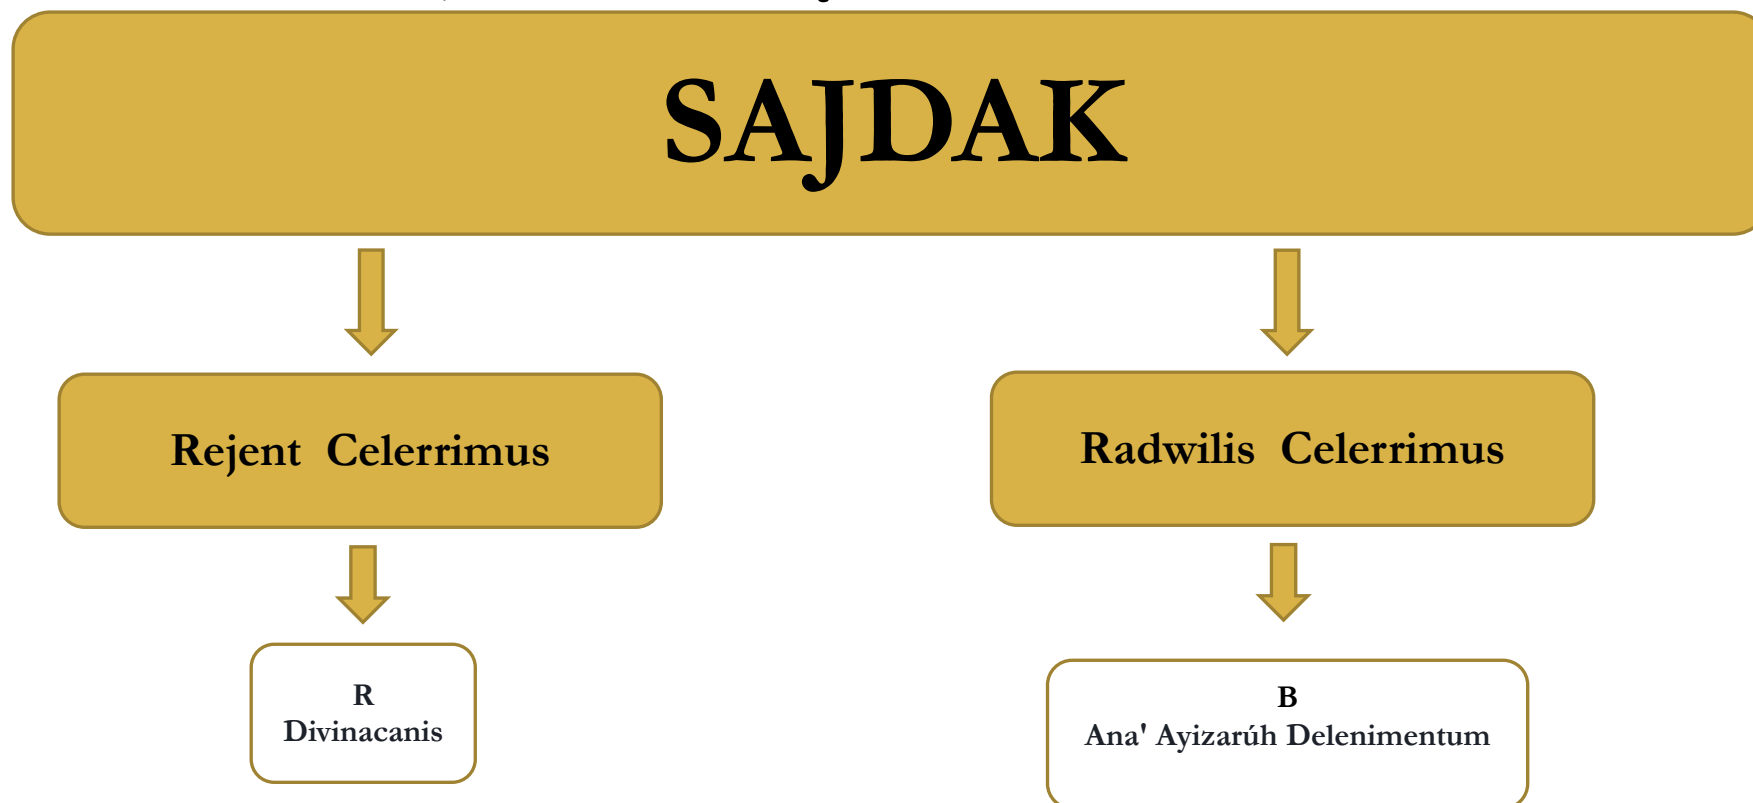 SAJDAK
Rejent Celerrimus
Radwilis Celerrimus
R
Divinacanis
B
Ana' Ayizarúh Delenimentum